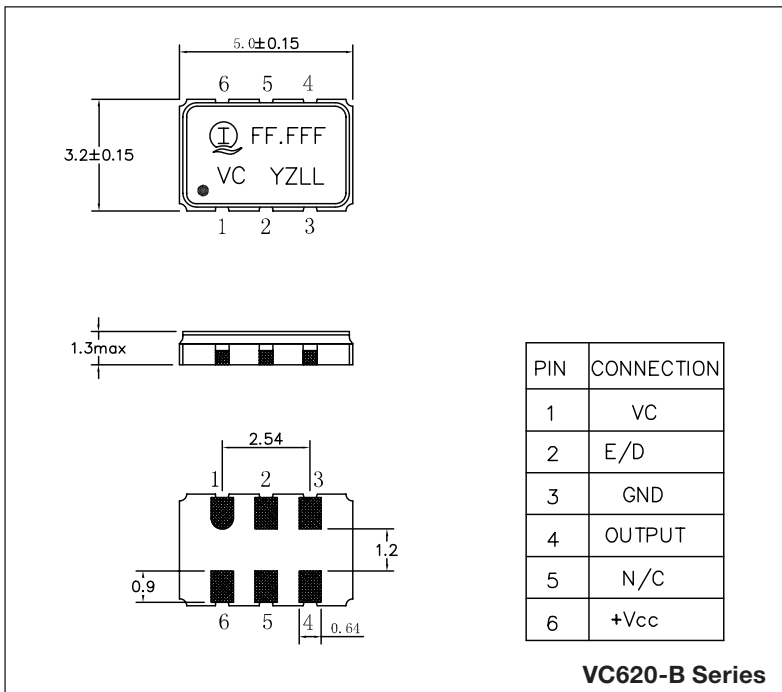 5.0±0.15
6 5 4
3.2±0.15
I FF.FFF
VC YZLL
1 2 3
1.3max
2.54
1 2 3
1.2
0.9
6 5 4
0.64
PIN CONNECTION
1 VC
2 E/D
3 GND
4 OUTPUT
5 N/C
6 +Vcc
VC620-B Series